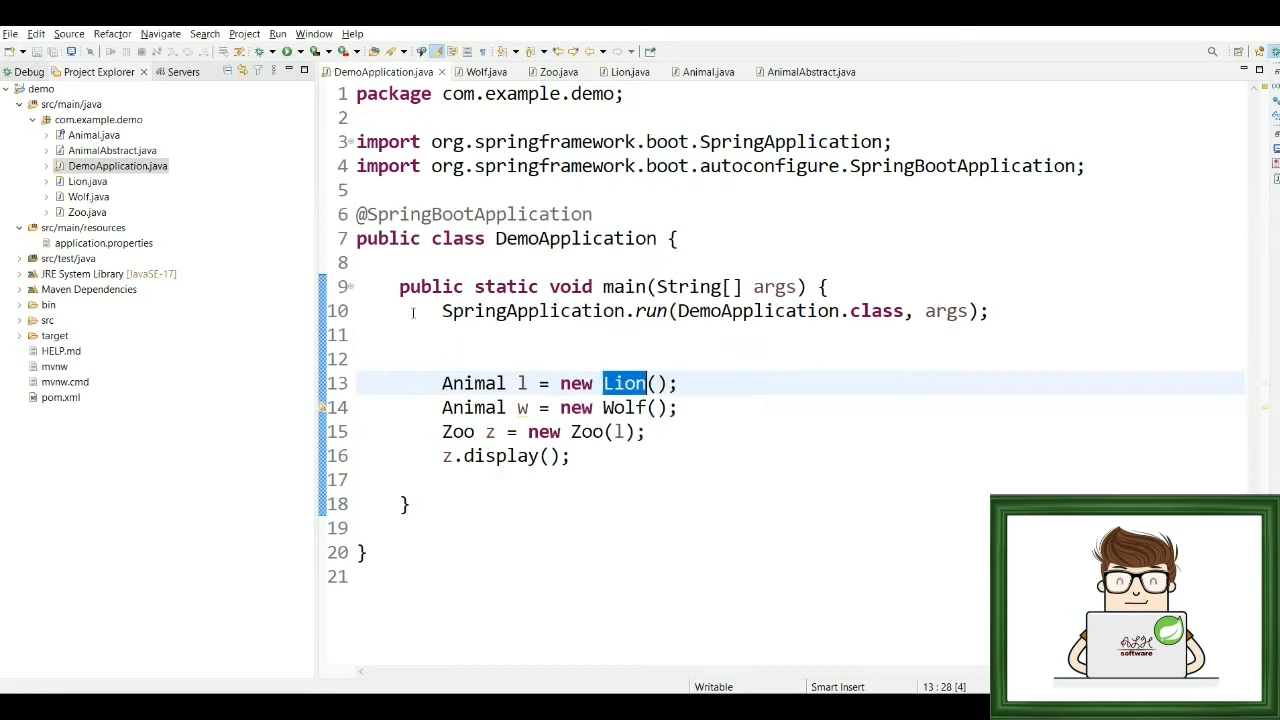 File Edit Source Refactor Navigate Search Project Run Window Help
Debug Project Explorer Servers
DemoApplication.java Wolf.java Zoo.java Lion.java Animal.java AnimalAbstract.java
demo
src/main/java
com.example.demo
Animal.java
AnimalAbstract.java
DemoApplication.java
Lion.java
Wolf.java
Zoo.java
src/main/resources
application.properties
src/test/java
JRE System Library [JavaSE-17]
Maven Dependencies
bin
src
target
HELP.md
mvnw
mvnw.cmd
pom.xml
1 package com.example.demo;
2
3 import org.springframework.boot.SpringApplication;
4 import org.springframework.boot.autoconfigure.SpringBootApplication;
5
6 @SpringBootApplication
7 public class DemoApplication {
8
9 public static void main(String[] args) {
10 SpringApplication.run(DemoApplication.class, args);
11
12
13 Animal l = new Lion();
14 Animal w = new Wolf();
15 Zoo z = new Zoo(l);
16 z.display();
17
18 }
19
20 }
21
software
Writable Smart Insert 13 : 28 [4]